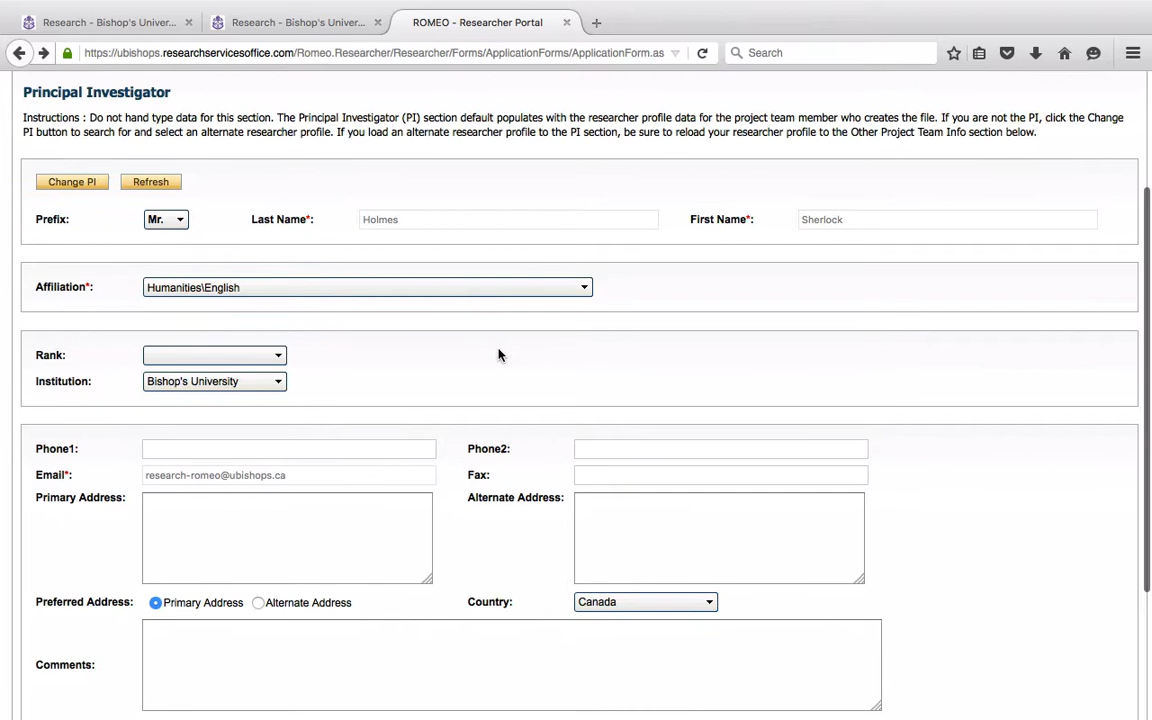 Research - Bishop's Univer... × Research - Bishop's Univer... × ROMEO - Researcher Portal × +
https://ubishops.researchservicesoffice.com/Romeo.Researcher/Researcher/Forms/ApplicationForms/ApplicationForm.as Search
Principal Investigator
Instructions : Do not hand type data for this section. The Principal Investigator (PI) section default populates with the researcher profile data for the project team member who creates the file. If you are not the PI, click the Change
PI button to search for and select an alternate researcher profile. If you load an alternate researcher profile to the PI section, be sure to reload your researcher profile to the Other Project Team Info section below.
Change PI Refresh
Prefix: Mr. Last Name*: Holmes First Name*: Sherlock
Affiliation*: Humanities\English
Rank:
Institution: Bishop's University
Phone1: Phone2:
Email*: research-romeo@ubishops.ca Fax:
Primary Address: Alternate Address:
Preferred Address: Primary Address Alternate Address Country: Canada
Comments: